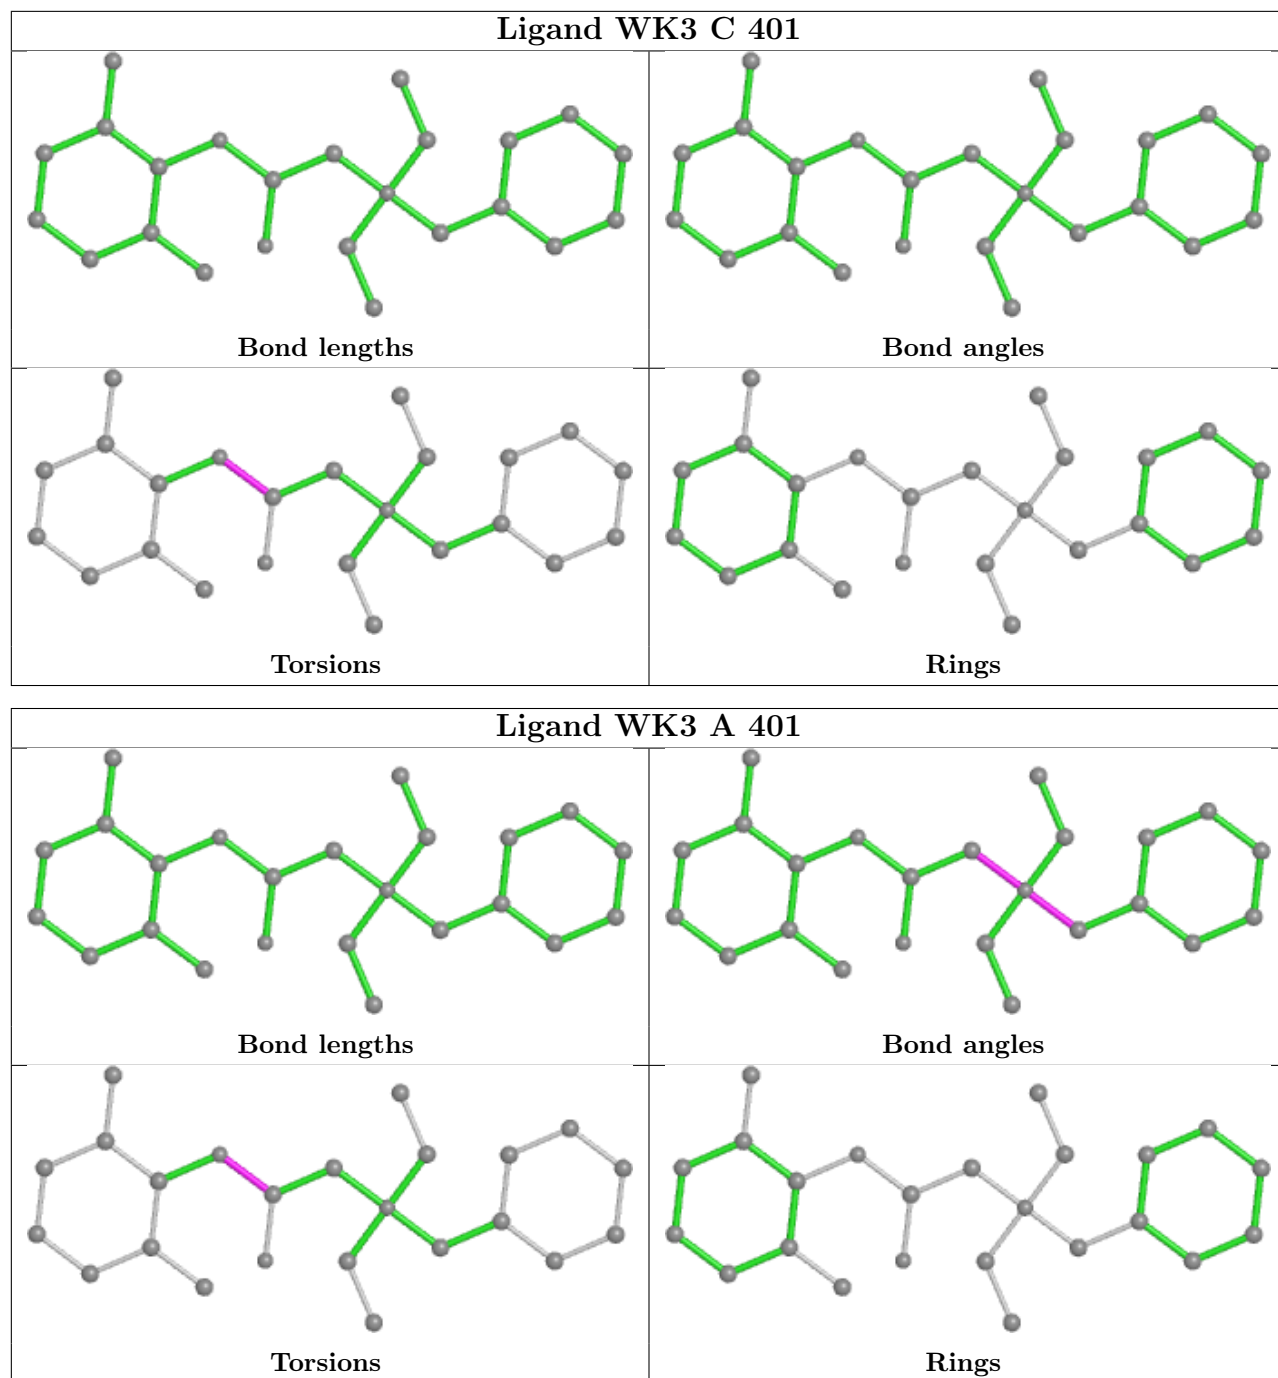 Ligand WK3 C 401
Bond lengths
Bond angles
Torsions
Rings
Ligand WK3 A 401
Bond lengths
Bond angles
Torsions
Rings